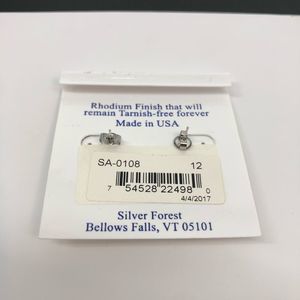 Rhodium Finish that will
remain Tarnish-free forever
Made in USA
SA-0108 12
7 54528 22498 0
4/4/2017
Silver Forest
Bellows Falls, VT 05101